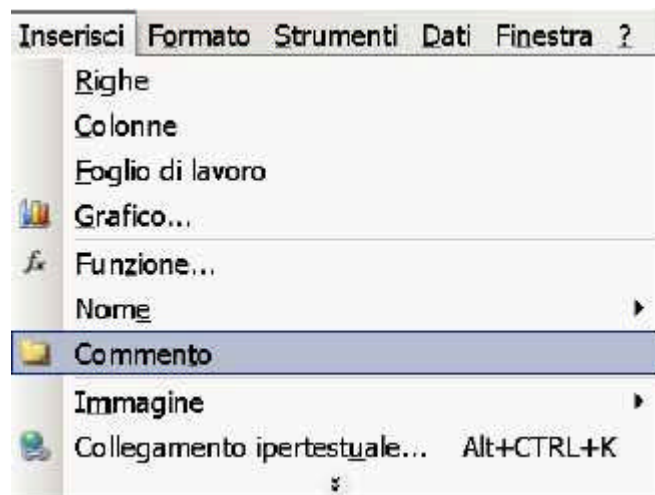 Inserisci Formato Strumenti Dati Finestra ?
Righe
Colonne
Foglio di lavoro
Grafico...
fx Funzione...
Nome
Commento
Immagine
Collegamento ipertestuale... Alt+CTRL+K